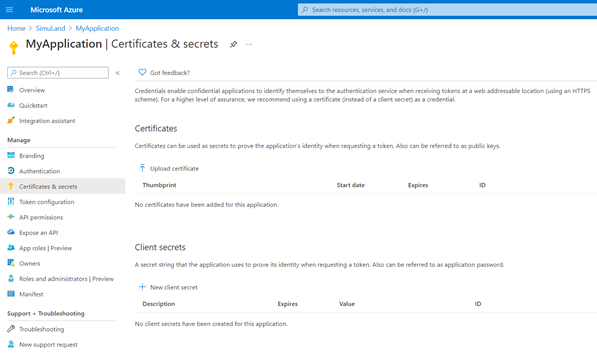 Microsoft Azure
Search resources, services, and docs (G+/)
Home > SimuLand > MyApplication
MyApplication | Certificates & secrets
Search (Ctrl+/)
Got feedback?
Overview
Quickstart
Integration assistant
Manage
Branding
Authentication
Certificates & secrets
Token configuration
API permissions
Expose an API
App roles | Preview
Owners
Roles and administrators | Preview
Manifest
Support + Troubleshooting
Troubleshooting
New support request
Credentials enable confidential applications to identify themselves to the authentication service when receiving tokens at a web addressable location (using an HTTPS
scheme). For a higher level of assurance, we recommend using a certificate (instead of a client secret) as a credential.
Certificates
Certificates can be used as secrets to prove the application's identity when requesting a token. Also can be referred to as public keys.
Upload certificate
Thumbprint Start date Expires ID
No certificates have been added for this application.
Client secrets
A secret string that the application uses to prove its identity when requesting a token. Also can be referred to as application password.
New client secret
Description Expires Value ID
No client secrets have been created for this application.